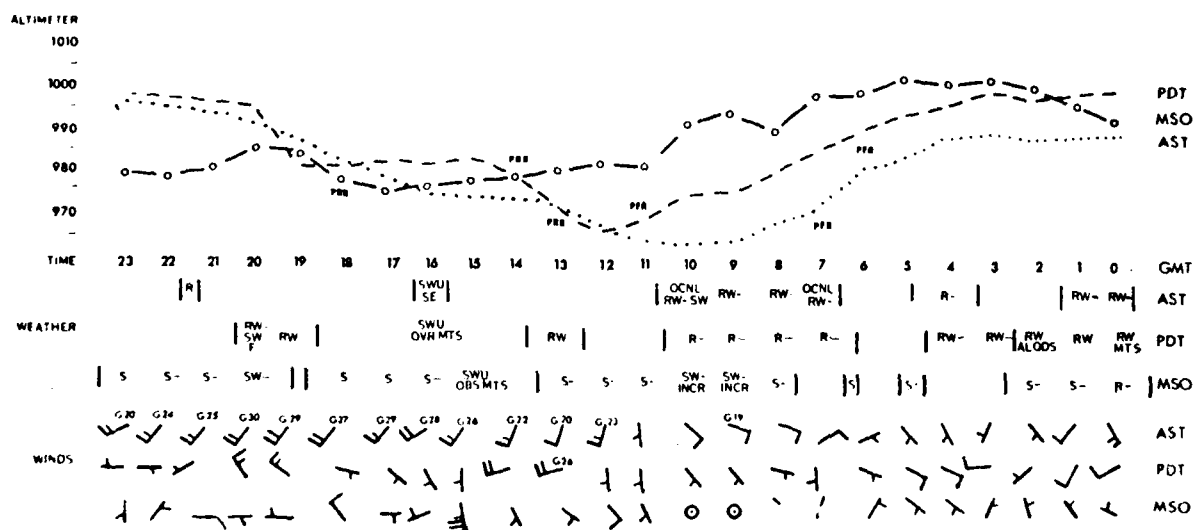 ALTIMETER
1010
1000
990
980
970
PDT
MSO
AST
PRR PRR PRR PFR PFR PFR
TIME 23 22 21 20 19 18 17 16 15 14 13 12 11 10 9 8 7 6 5 4 3 2 1 0 GMT
R SWU OCNL RW- RW- OCNL R- RW- RW- AST
SE RW- SW RW-
WEATHER RW- RW SWU RW R- R- R- R- RW- RW- RW RW RW PDT
SW OVR MTS ALQDS MTS
F
S S- S- SW- S S S- SWU S- S- S- SW- SW- S- S S- S- S- R- MSO
OBS MTS INCR INCR
G20 G24 G25 G30 G29 G27 G29 G28 G26 G22 G20 G23 G19 AST
WINDS G26 PDT
MSO